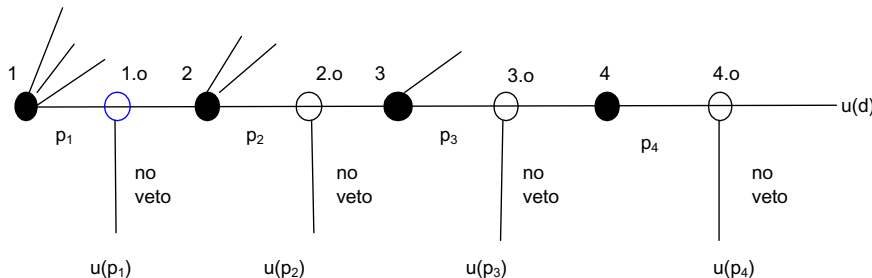 1 1.o 2 2.o 3 3.o 4 4.o
u(d)
p₁ p₂ p₃ p₄
no no no no
veto veto veto veto
u(p₁) u(p₂) u(p₃) u(p₄)